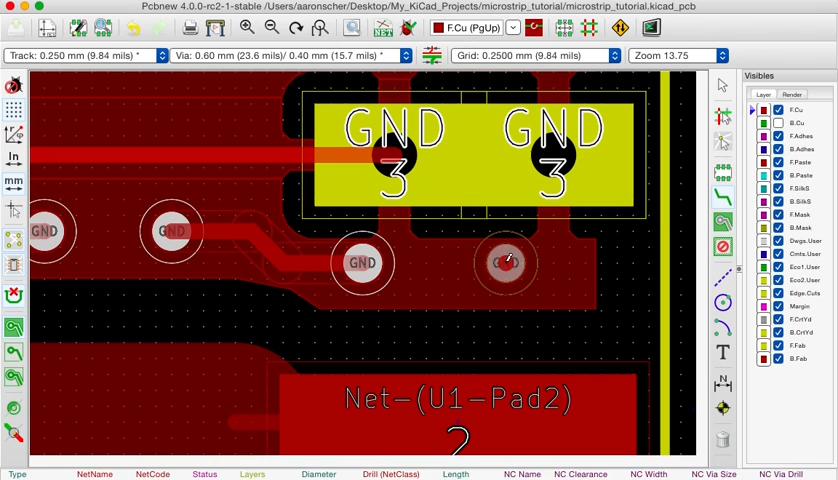 Pcbnew 4.0.0-rc2-1-stable /Users/aaronscher/Desktop/My_KiCad_Projects/microstrip_tutorial/microstrip_tutorial.kicad_pcb
F.Cu (PgUp)
Track: 0.250 mm (9.84 mils) *
Via: 0.60 mm (23.6 mils)/ 0.40 mm (15.7 mils) *
Grid: 0.2500 mm (9.84 mils)
Zoom 13.75
Visibles
Layer
Render
F.Cu
B.Cu
F.Adhes
B.Adhes
F.Paste
B.Paste
F.SilkS
B.SilkS
F.Mask
B.Mask
Dwgs.User
Cmts.User
Eco1.User
Eco2.User
Edge.Cuts
Margin
F.CrtYd
B.CrtYd
F.Fab
B.Fab
In
mm
NET
T
N
GND
3
GND
3
GND
GND
GND
Net-(U1-Pad2)
2
Type
NetName
NetCode
Status
Layers
Diameter
Drill (NetClass)
Length
NC Name
NC Clearance
NC Width
NC Via Size
NC Via Drill